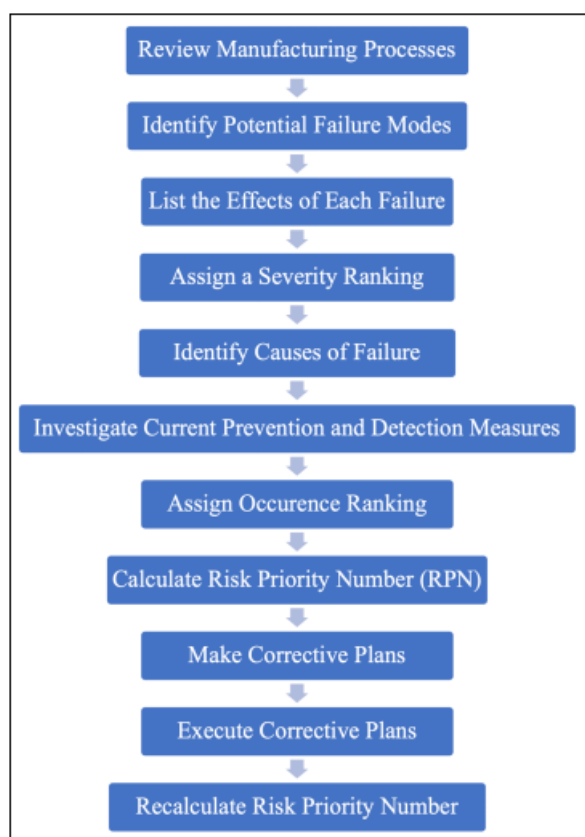 Review Manufacturing Processes
Identify Potential Failure Modes
List the Effects of Each Failure
Assign a Severity Ranking
Identify Causes of Failure
Investigate Current Prevention and Detection Measures
Assign Occurence Ranking
Calculate Risk Priority Number (RPN)
Make Corrective Plans
Execute Corrective Plans
Recalculate Risk Priority Number